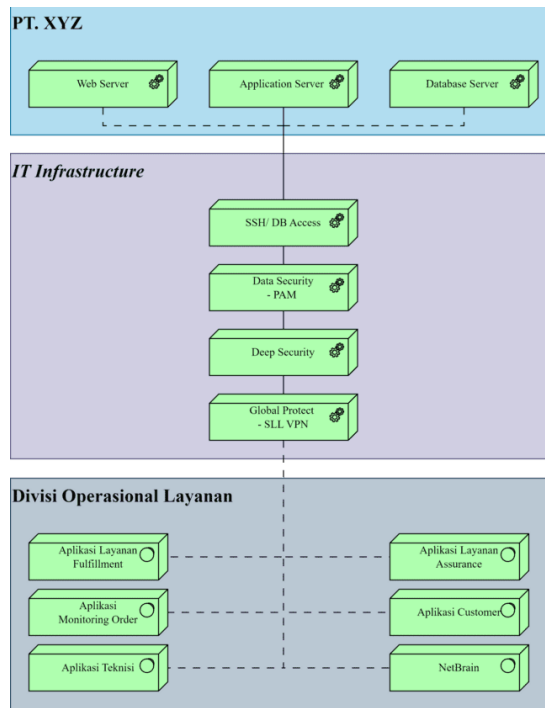 PT. XYZ
Web Server
Application Server
Database Server
IT Infrastructure
SSH/ DB Access
Data Security
- PAM
Deep Security
Global Protect
- SLL VPN
Divisi Operasional Layanan
Aplikasi Layanan
Fulfillment
Aplikasi Layanan
Assurance
Aplikasi
Monitoring Order
Aplikasi Customer
Aplikasi Teknisi
NetBrain